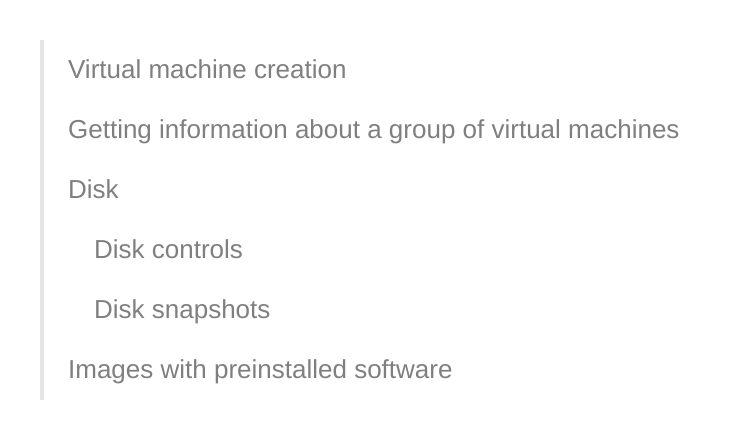 Virtual machine creation
Getting information about a group of virtual machines
Disk
Disk controls
Disk snapshots
Images with preinstalled software